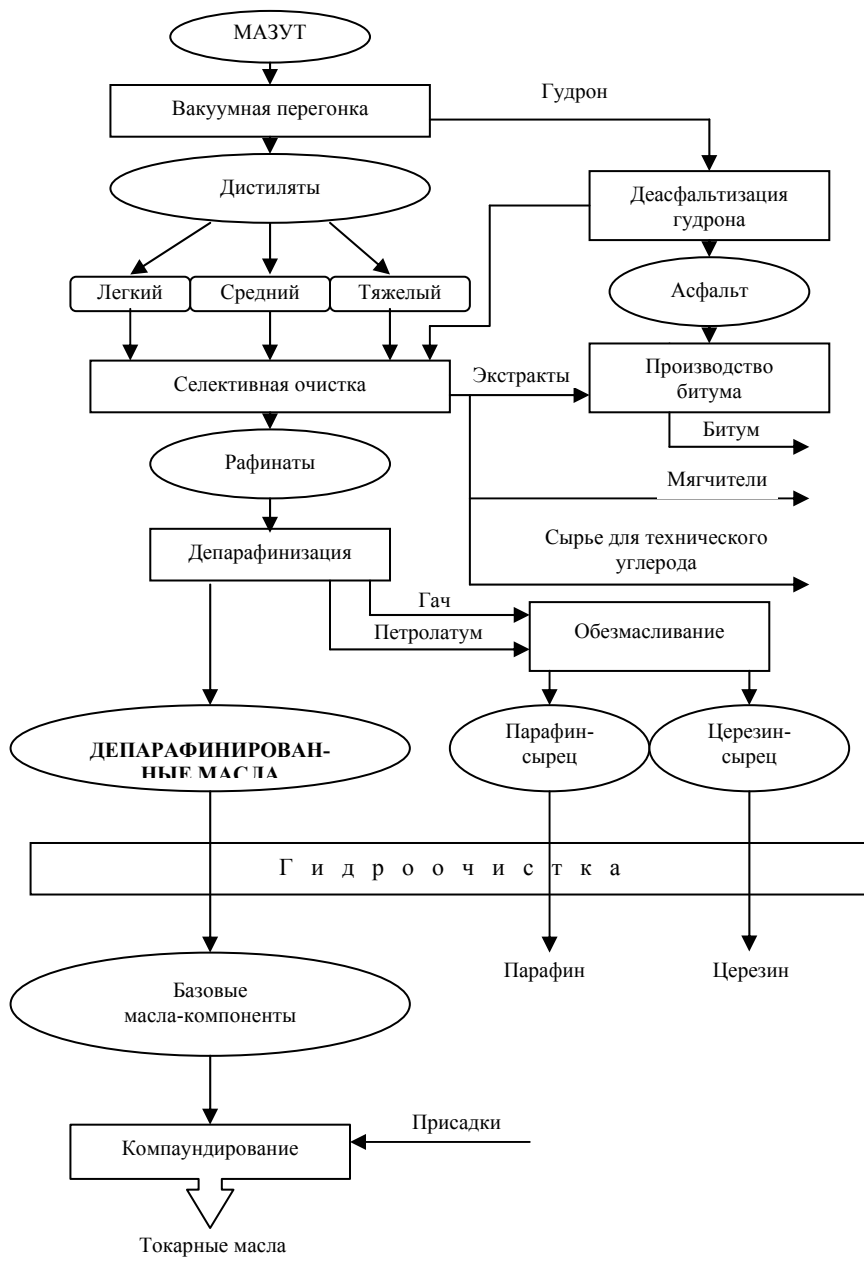 МАЗУТ
Вакуумная перегонка
Гудрон
Дистиляты
Деасфальтизация
гудрона
Легкий
Средний
Тяжелый
Асфальт
Селективная очистка
Экстракты
Производство
битума
Битум
Рафинаты
Мягчители
Депарафинизация
Сырье для технического
углерода
Гач
Петролатум
Обезмасливание
ДЕПАРАФИНИРОВАН-
НЫЕ МАСЛА
Парафин-
сырец
Церезин-
сырец
Г и д р о о ч и с т к а
Парафин
Церезин
Базовые
масла-компоненты
Присадки
Компаундирование
Токарные масла